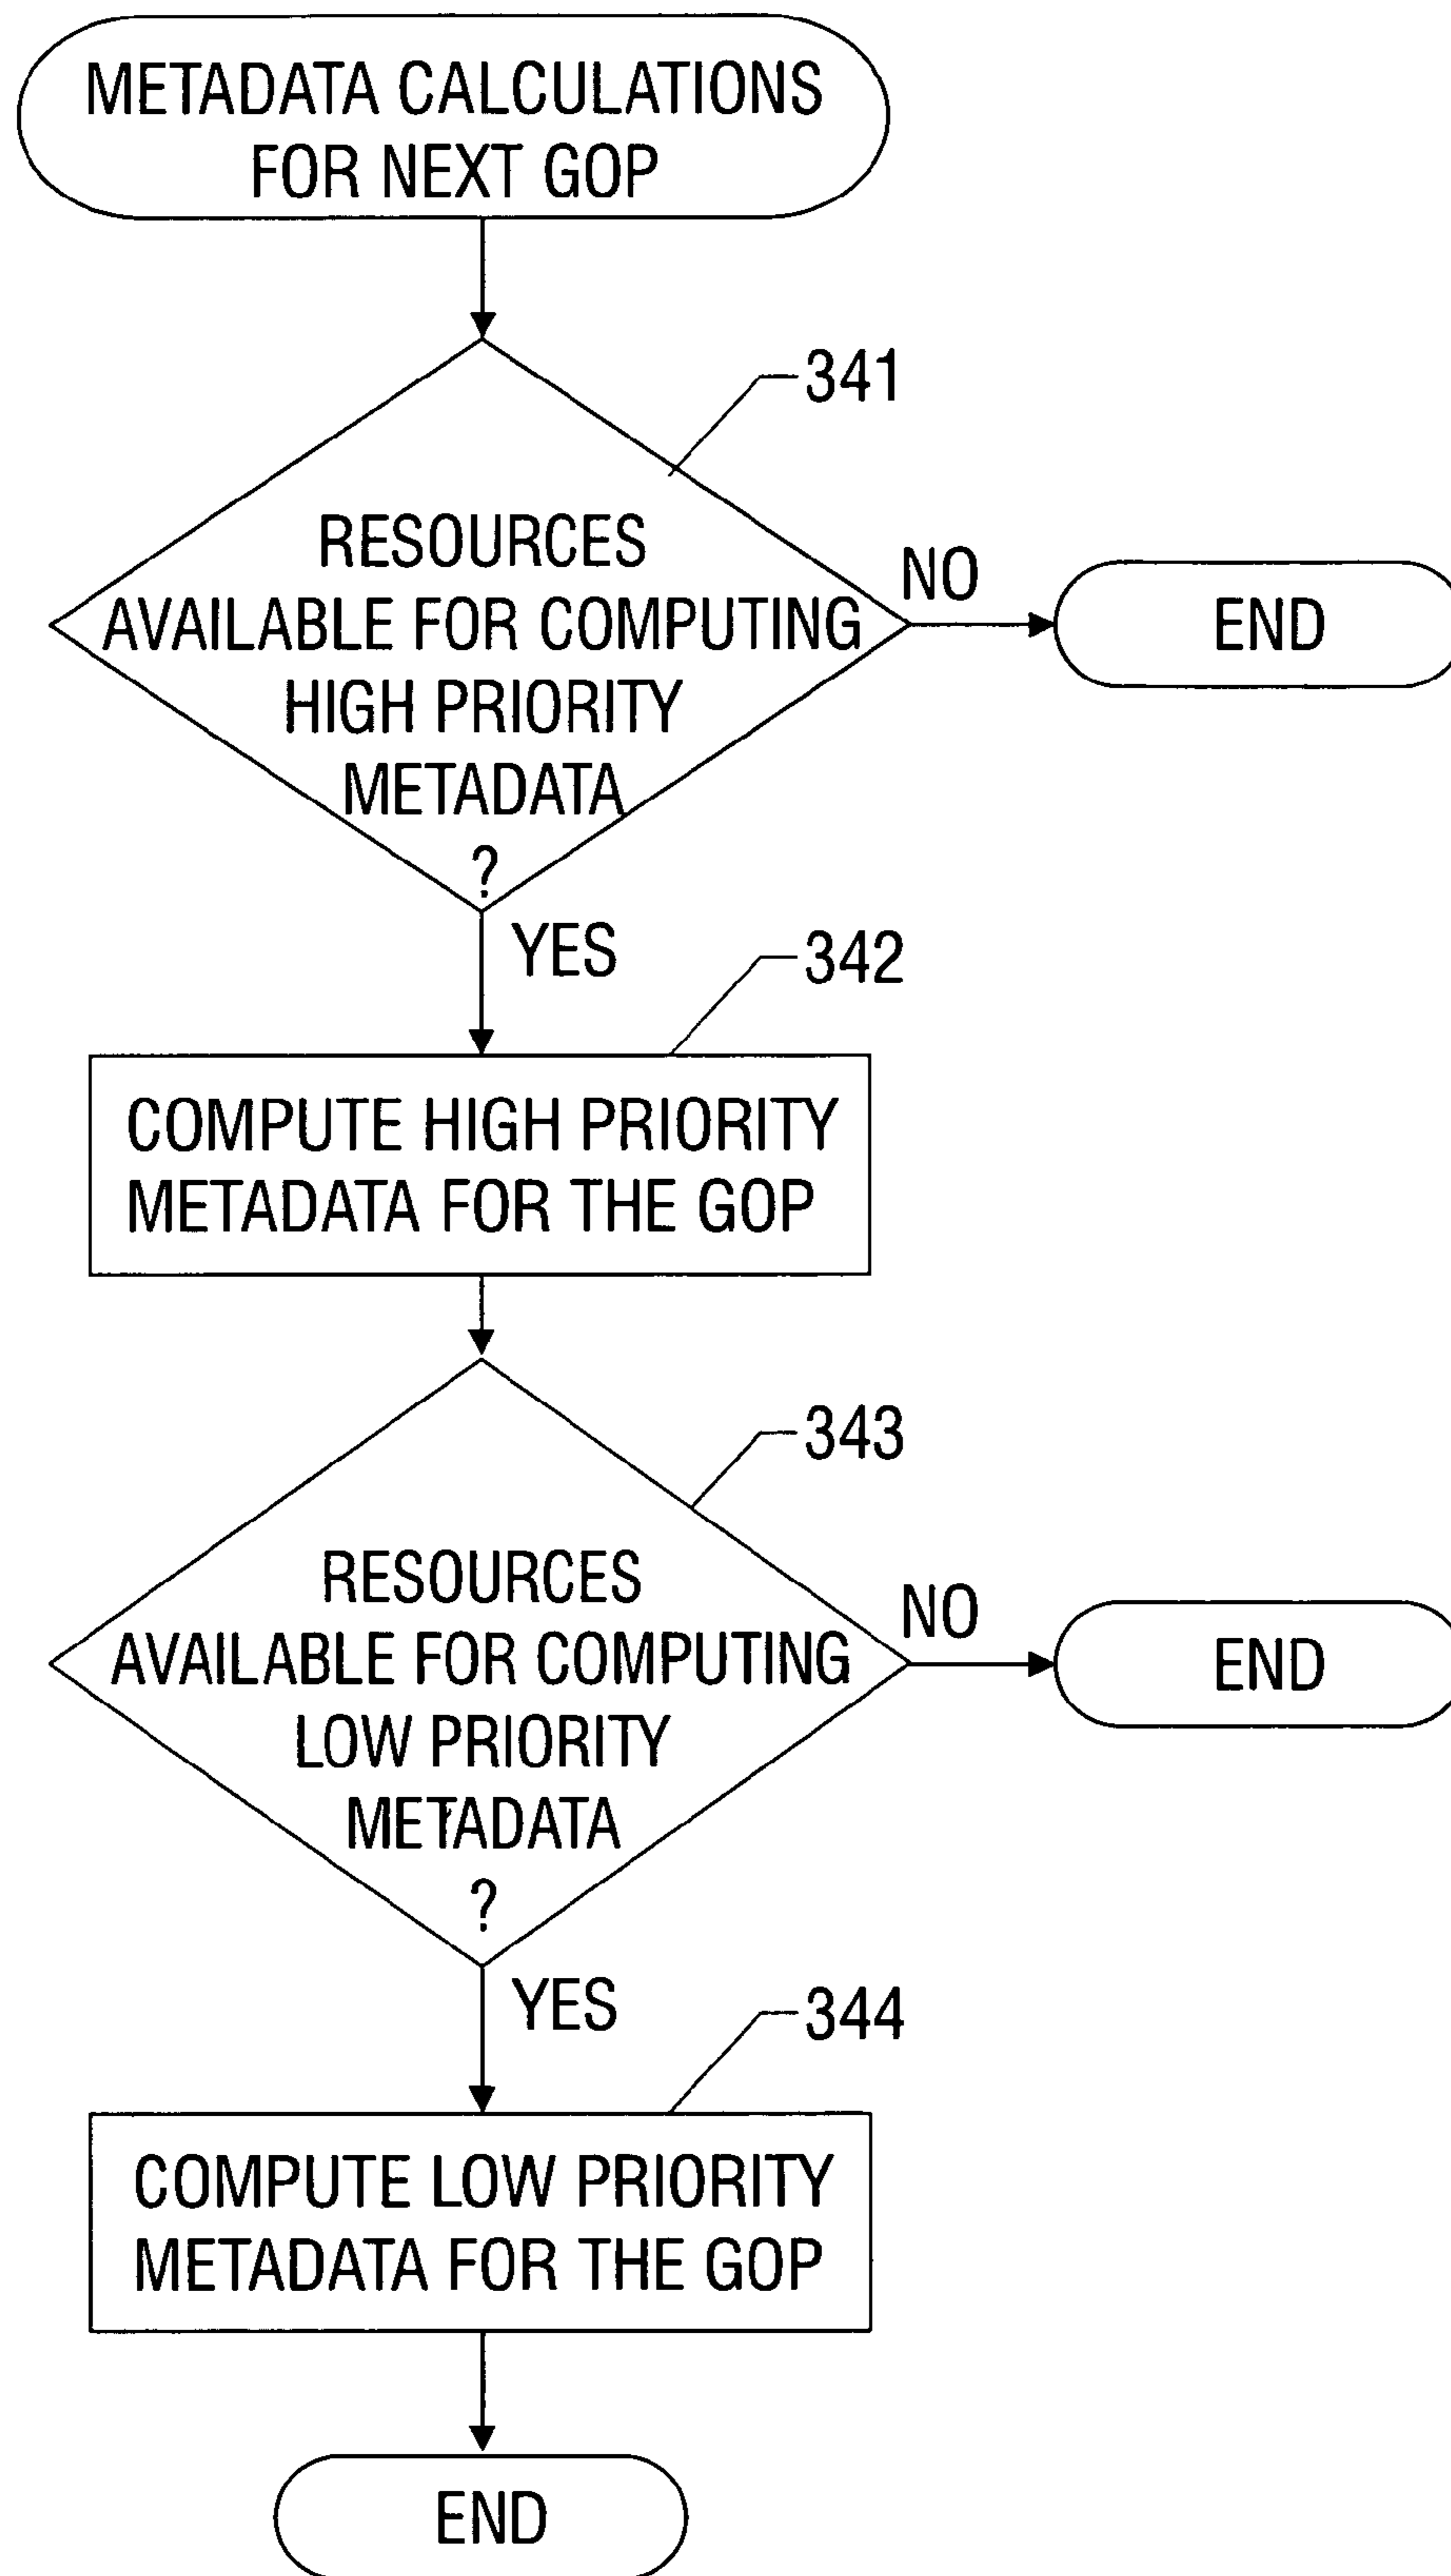 METADATA CALCULATIONS
FOR NEXT GOP
341
RESOURCES
AVAILABLE FOR COMPUTING
HIGH PRIORITY
METADATA
?
NO
END
YES
342
COMPUTE HIGH PRIORITY
METADATA FOR THE GOP
343
RESOURCES
AVAILABLE FOR COMPUTING
LOW PRIORITY
METADATA
?
NO
END
YES
344
COMPUTE LOW PRIORITY
METADATA FOR THE GOP
END